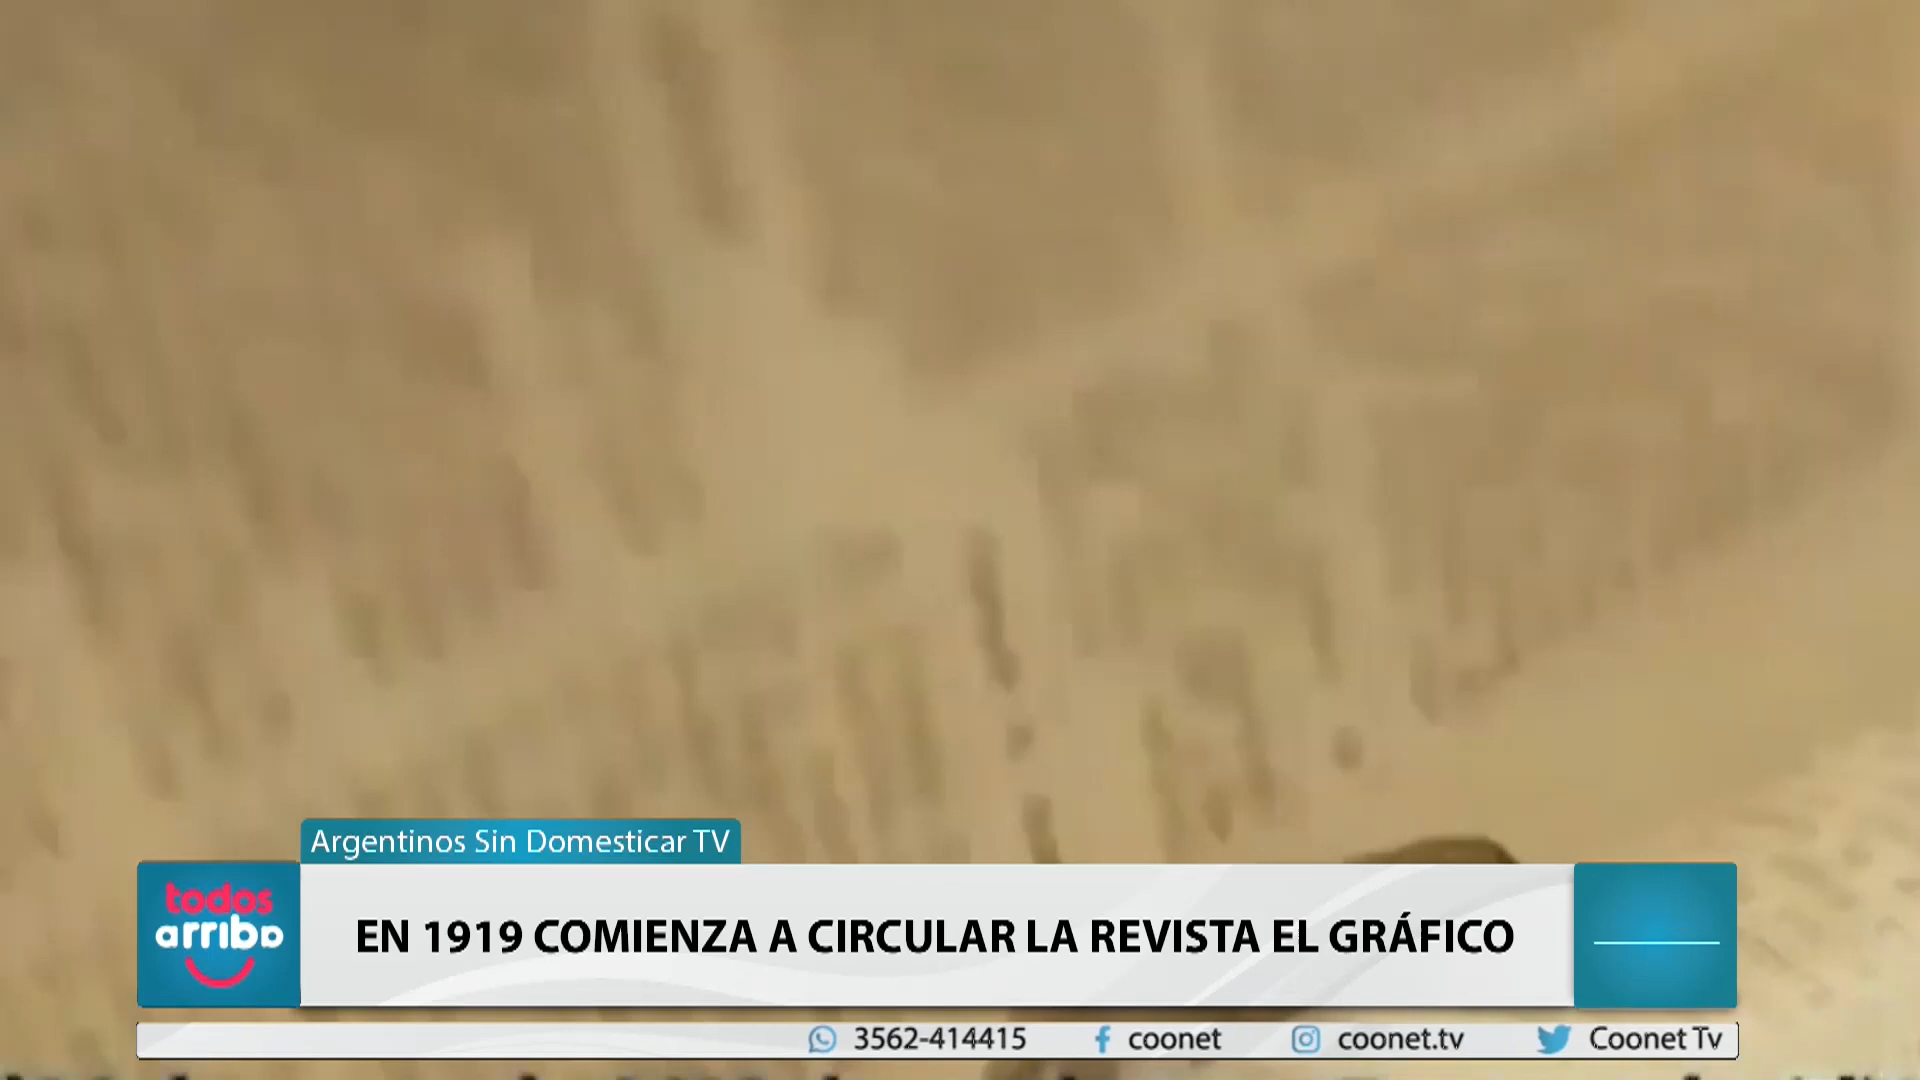 Argentinos Sin Domesticar TV
todos
arriba
EN 1919 COMIENZA A CIRCULAR LA REVISTA EL GRÁFICO
3562-414415 coonet coonet.tv Coonet Tv